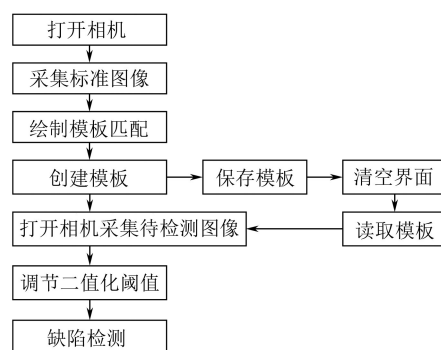 打开相机
采集标准图像
绘制模板匹配
创建模板
保存模板
清空界面
打开相机采集待检测图像
读取模板
调节二值化阈值
缺陷检测